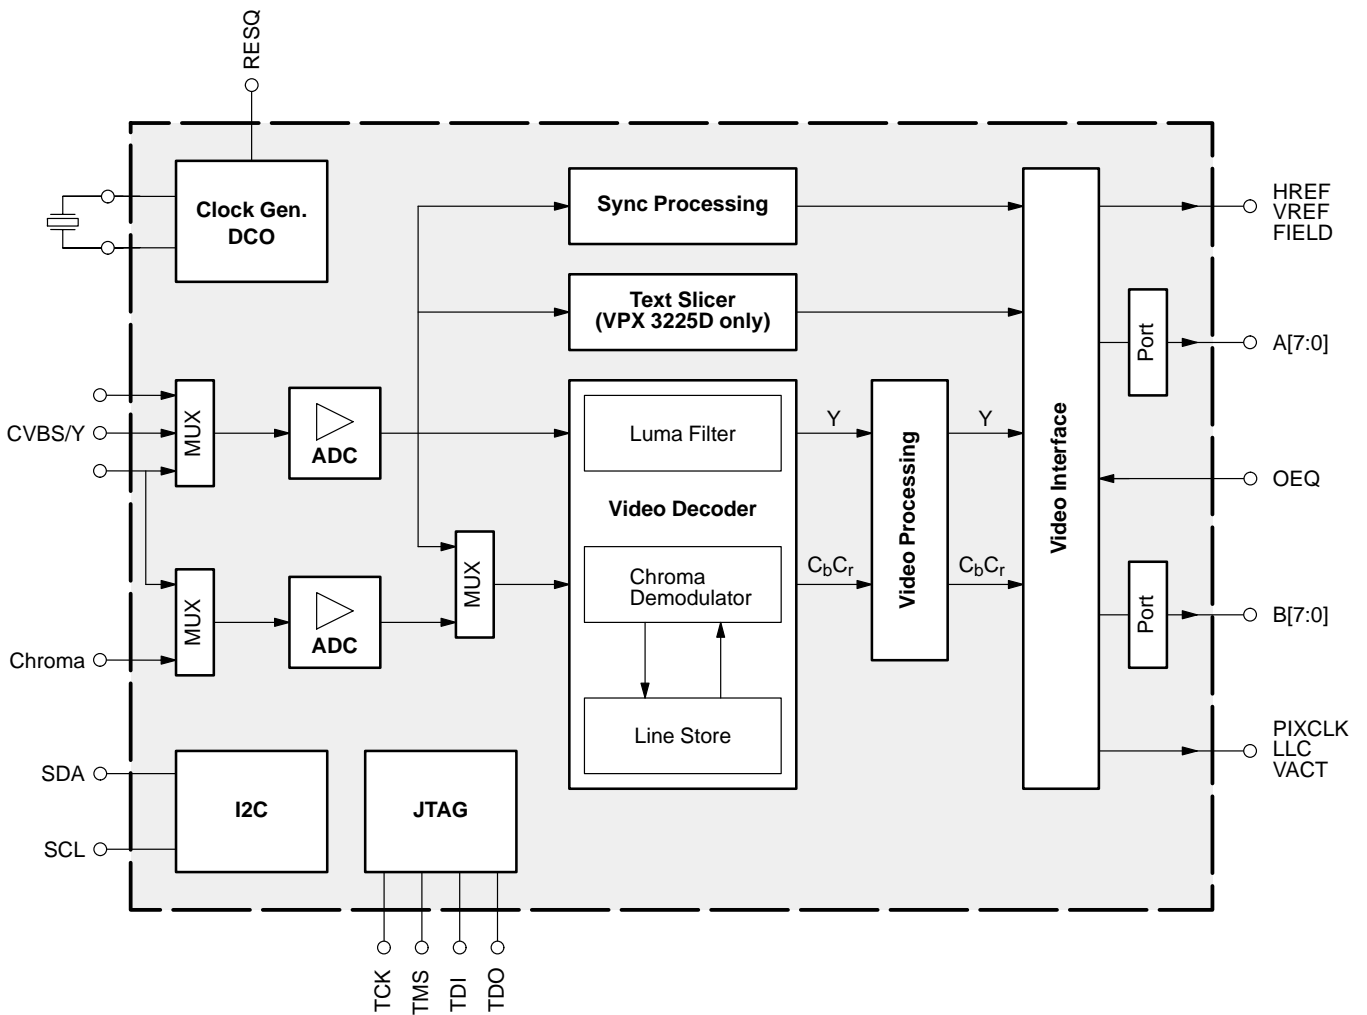 RESQ
Clock Gen.
DCO
Sync Processing
HREF
VREF
FIELD
Text Slicer
(VPX 3225D only)
Port
A[7:0]
CVBS/Y
MUX
ADC
Luma Filter
Y
Y
Video Decoder
Video Processing
Video Interface
OEQ
MUX
ADC
MUX
Chroma
Demodulator
CbCr
CbCr
Port
B[7:0]
Chroma
Line Store
PIXCLK
LLC
VACT
SDA
I2C
JTAG
SCL
TCK
TMS
TDI
TDO